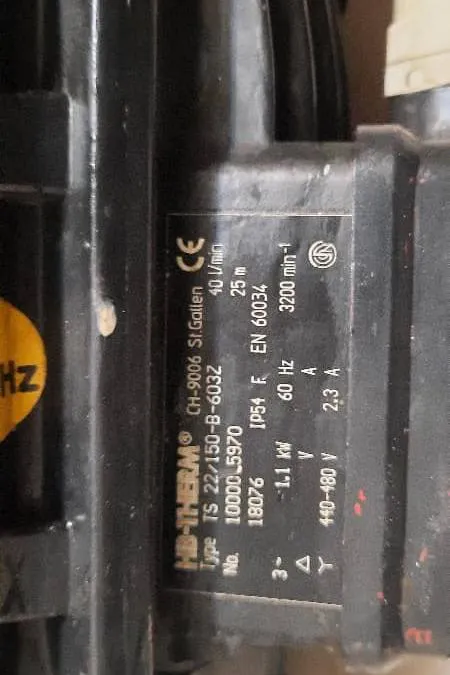 HB-THERM® CH-9006 St.Gallen CE
Type TS 22/150-B-6032 40 l/min
No. 10000 5970 25 m
18076 IP54 F EN 60034
3~ 1.1 kW 60 Hz 3200 min⁻¹
Δ V A
Y 440-480 V 2.3 A
Hz